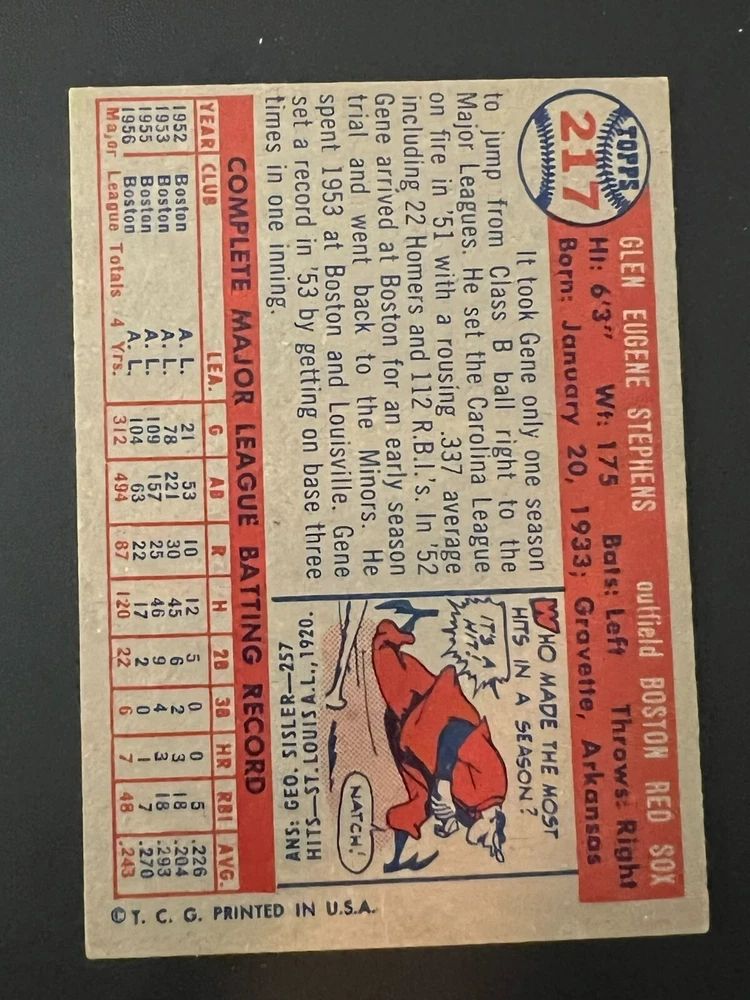 TOPPS
217
GLEN EUGENE STEPHENS outfield BOSTON RED SOX
Ht: 6'3" Wt: 175 Bats: Left Throws: Right
Born: January 20, 1933; Gravette, Arkansas
It took Gene only one season
to jump from Class B ball right to the
Major Leagues. He set the Carolina League
on fire in '51 with a rousing .337 average
including 22 Homers and 112 R.B.I.'s. In '52
Gene arrived at Boston for an early season
trial and went back to the Minors. He
spent 1953 at Boston and Louisville. Gene
set a record in '53 by getting on base three
times in one inning.
WHO MADE THE MOST
HITS IN A SEASON?
IT'S A
HIT!
NATCH!
ANS: GEO. SISLER—257
HITS—ST. LOUIS A.L., 1920.
COMPLETE MAJOR LEAGUE BATTING RECORD
YEAR CLUB LEA. G AB R H 2B 3B HR RBI AVG.
1952 Boston A. L. 21 53 10 12 5 0 0 5 .226
1953 Boston A. L. 78 221 30 45 6 2 3 18 .204
1955 Boston A. L. 109 157 25 46 9 4 3 18 .293
1956 Boston A. L. 104 63 22 17 2 0 1 7 .270
Major League Totals 4 Yrs. 312 494 87 120 22 6 7 48 .243
© T. C. G. PRINTED IN U.S.A.